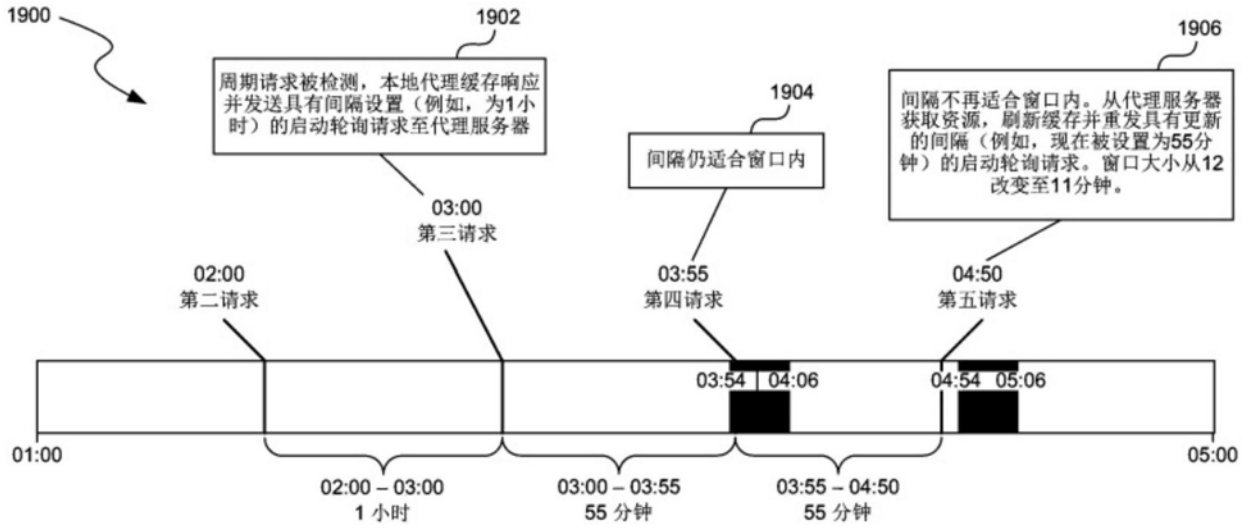 1900
1902
周期请求被检测，本地代理缓存响应
并发送具有间隔设置（例如，为1小
时）的启动轮询请求至代理服务器
1904
间隔仍适合窗口内
1906
间隔不再适合窗口内。从代理服务器
获取资源，刷新缓存并重发具有更新
的间隔（例如，现在被设置为55分
钟）的启动轮询请求。窗口大小从12
改变至11分钟。
03:00
第三请求
02:00
第二请求
03:55
第四请求
04:50
第五请求
03:54 04:06
04:54 05:06
01:00
05:00
02:00 – 03:00
1 小时
03:00 – 03:55
55 分钟
03:55 – 04:50
55 分钟